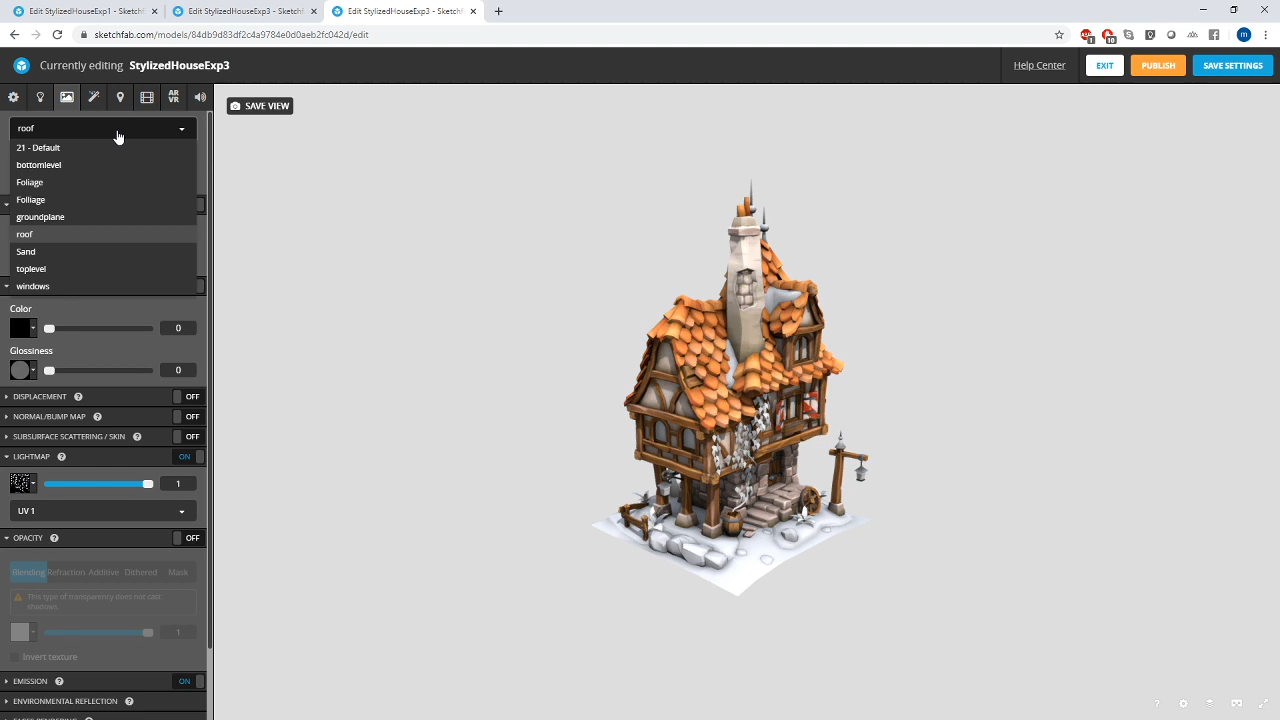 Edit StylizedHouseExp1 - Sketchf
Edit StylizedHouseExp3 - Sketchf
Edit StylizedHouseExp3 - Sketchf
sketchfab.com/models/84db9d83df2c4a9784e0d0aeb2fc042d/edit
1
10
m
Currently editing StylizedHouseExp3
Help Center
EXIT
PUBLISH
SAVE SETTINGS
AR
VR
SAVE VIEW
roof
21 - Default
bottomlevel
Foliage
Foliage
groundplane
roof
Sand
toplevel
windows
Color
0
Glossiness
0
DISPLACEMENT ? OFF
NORMAL/BUMP MAP ? OFF
SUBSURFACE SCATTERING / SKIN ? OFF
LIGHTMAP ? ON
1
UV 1
OPACITY ? OFF
Blending Refraction Additive Dithered Mask
This type of transparency does not cast
shadows.
1
Invert texture
EMISSION ? ON
ENVIRONMENTAL REFLECTION ?
?